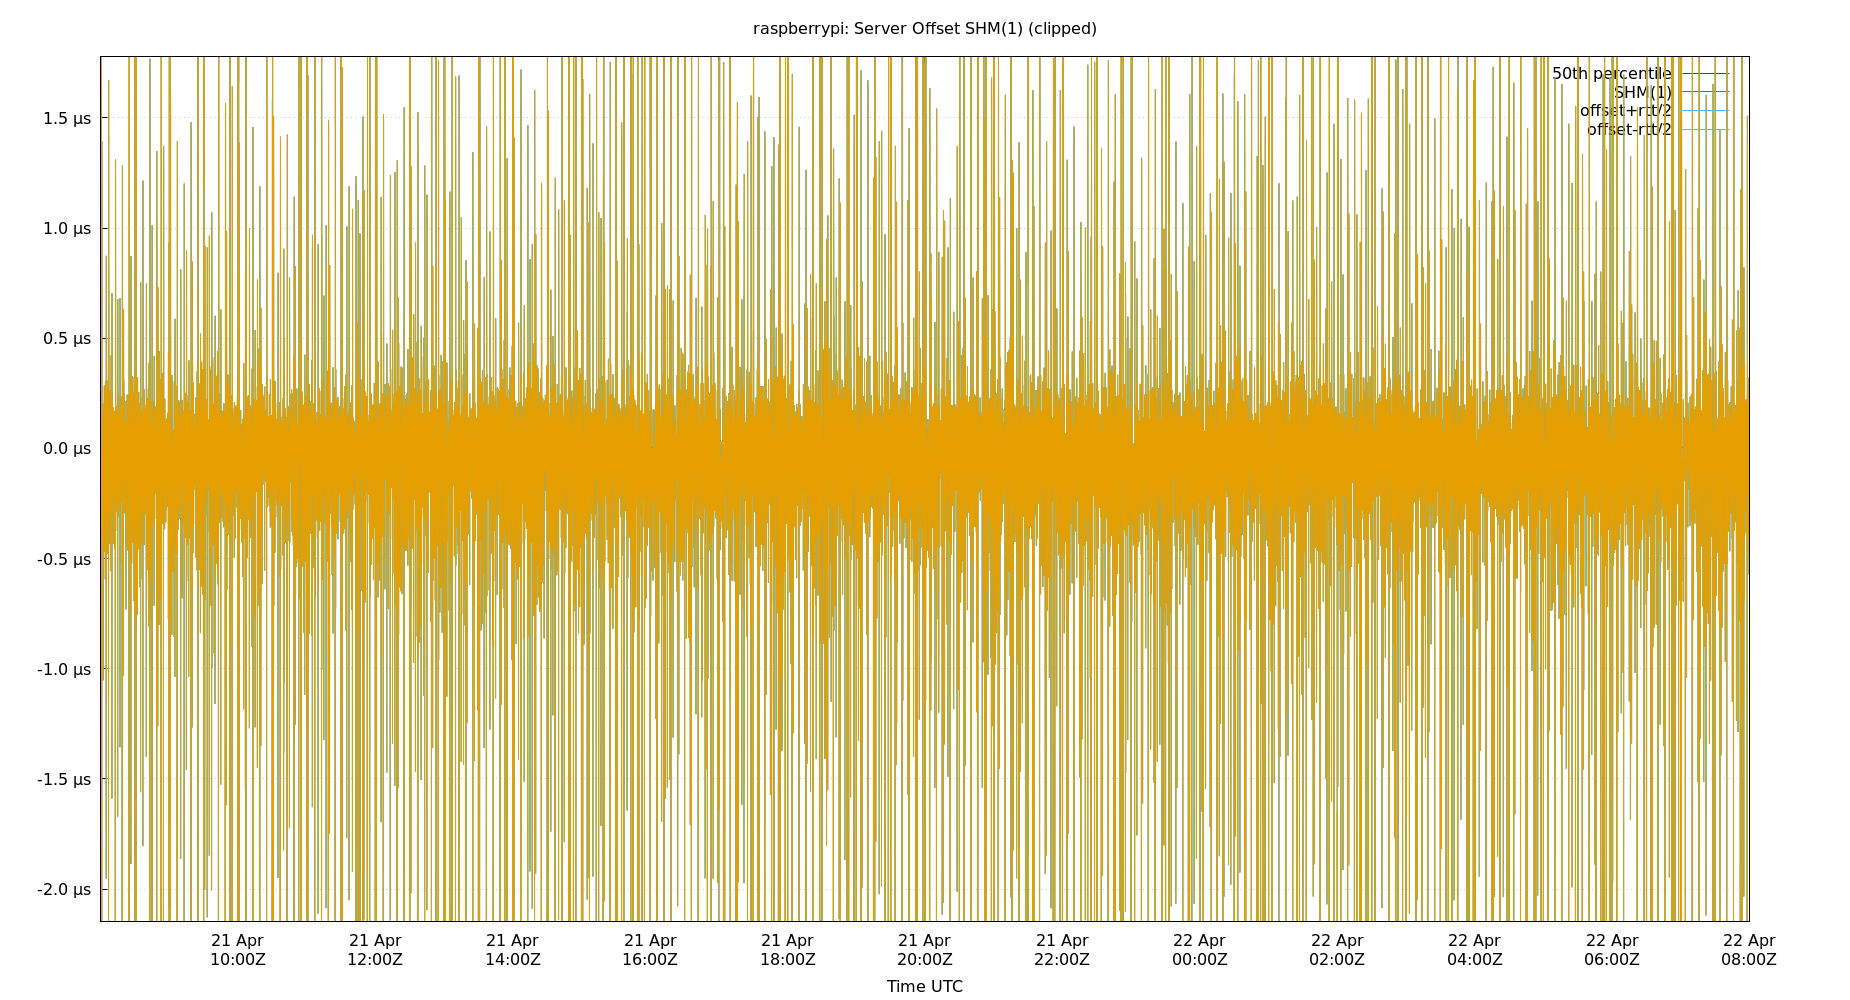 raspberrypi: Server Offset SHM(1) (clipped)
50th percentile
SHM(1)
offset+rtt/2
offset-rtt/2
1.5 µs
1.0 µs
0.5 µs
0.0 µs
-0.5 µs
-1.0 µs
-1.5 µs
-2.0 µs
21 Apr 21 Apr 21 Apr 21 Apr 21 Apr 21 Apr 21 Apr 22 Apr 22 Apr 22 Apr 22 Apr 22 Apr
10:00Z 12:00Z 14:00Z 16:00Z 18:00Z 20:00Z 22:00Z 00:00Z 02:00Z 04:00Z 06:00Z 08:00Z
Time UTC